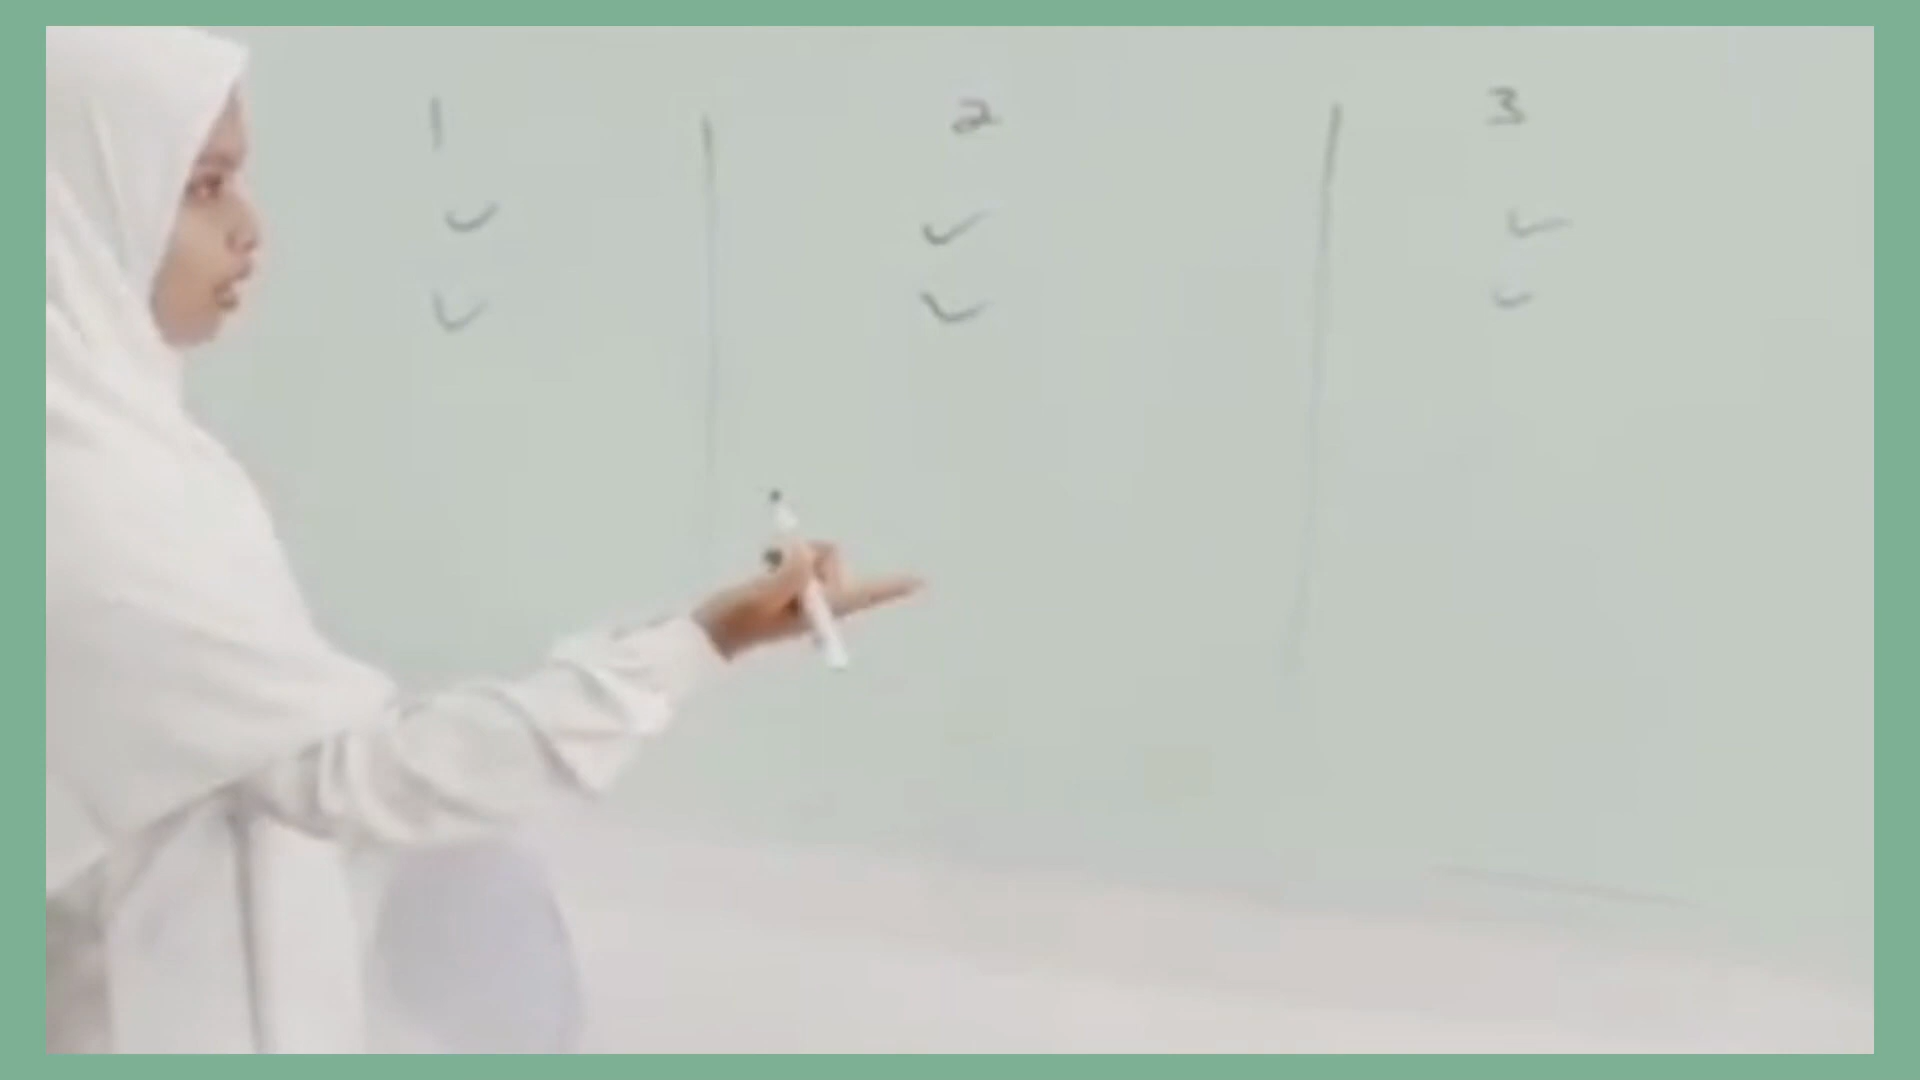 1 | 2 | 3
✓ ✓ ✓
✓ ✓ ✓